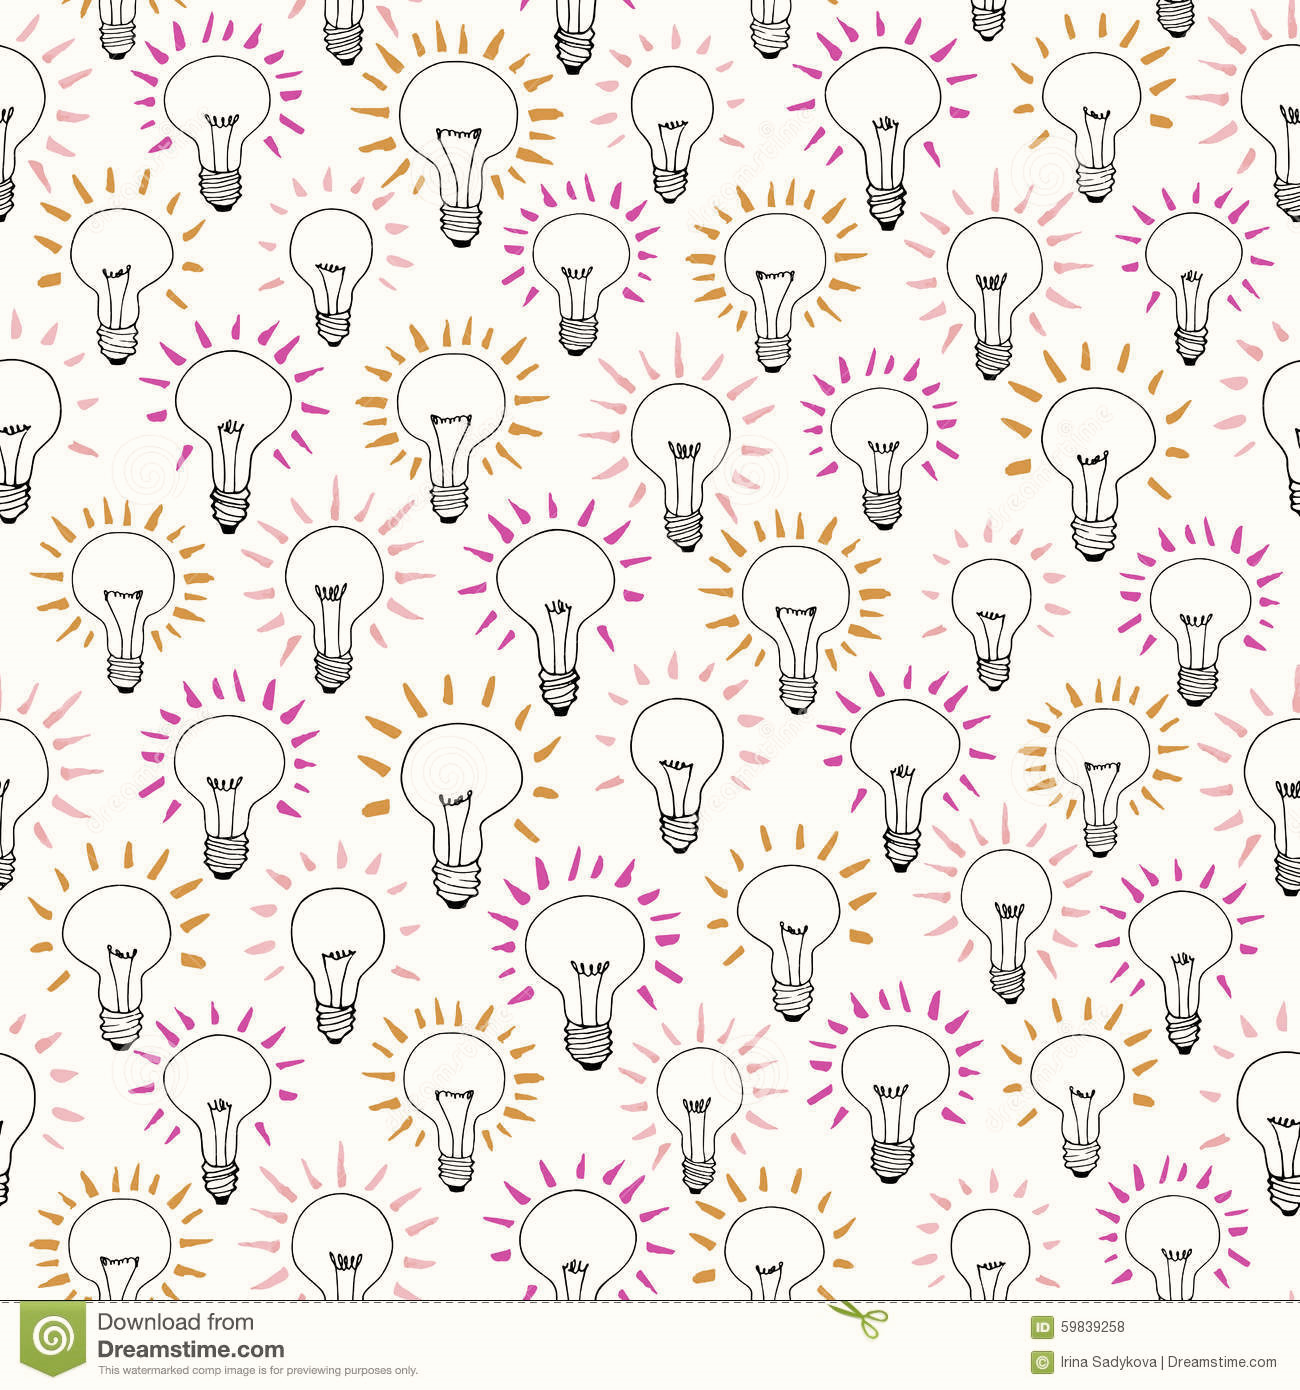 Download from
Dreamstime.com
This watermarked comp image is for previewing purposes only.
ID 59839258
© Irina Sadykova | Dreamstime.com